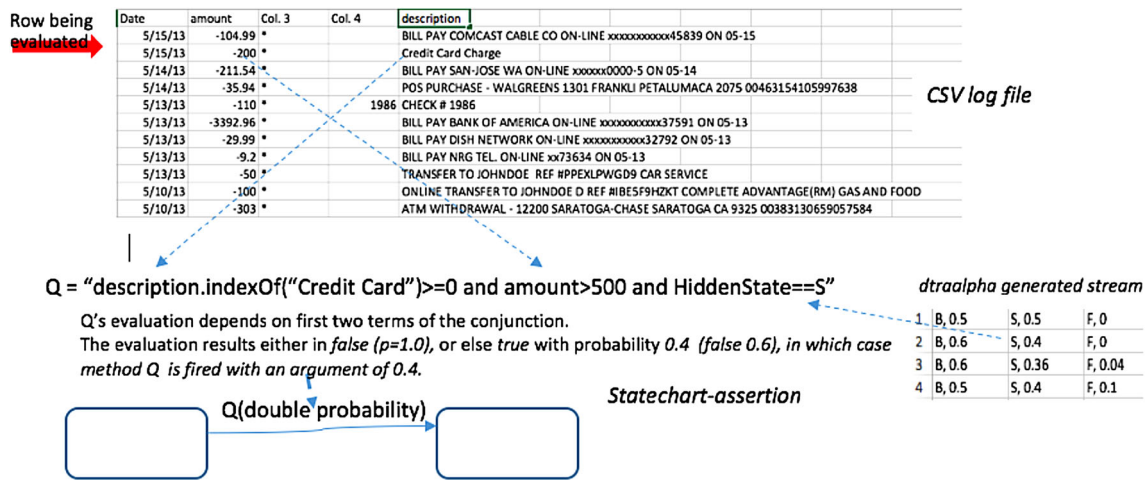 Row being
evaluated
Date amount Col. 3 Col. 4 description
5/15/13 -104.99 * BILL PAY COMCAST CABLE CO ON-LINE xxxxxxxxxxx45839 ON 05-15
5/15/13 -200 * Credit Card Charge
5/14/13 -211.54 * BILL PAY SAN-JOSE WA ON-LINE xxxxxx0000-5 ON 05-14
5/14/13 -35.94 * POS PURCHASE - WALGREENS 1301 FRANKLI PETALUMACA 2075 00463154105997638
5/13/13 -110 * 1986 CHECK # 1986
5/13/13 -3392.96 * BILL PAY BANK OF AMERICA ON-LINE xxxxxxxxxxx37591 ON 05-13
5/13/13 -29.99 * BILL PAY DISH NETWORK ON-LINE xxxxxxxxxxx32792 ON 05-13
5/13/13 -9.2 * BILL PAY NRG TEL. ON-LINE xx73634 ON 05-13
5/13/13 -50 * TRANSFER TO JOHNDOE REF #PPEXLPWGD9 CAR SERVICE
5/10/13 -100 * ONLINE TRANSFER TO JOHNDOE D REF #IBE5F9HZKT COMPLETE ADVANTAGE(RM) GAS AND FOOD
5/10/13 -303 * ATM WITHDRAWAL - 12200 SARATOGA-CHASE SARATOGA CA 9325 00383130659057584
CSV log file
Q = “description.indexOf(“Credit Card”)>=0 and amount>500 and HiddenState==S”
Q’s evaluation depends on first two terms of the conjunction.
The evaluation results either in false (p=1.0), or else true with probability 0.4 (false 0.6), in which case
method Q is fired with an argument of 0.4.
dtraalpha generated stream
1 B, 0.5 S, 0.5 F, 0
2 B, 0.6 S, 0.4 F, 0
3 B, 0.6 S, 0.36 F, 0.04
4 B, 0.5 S, 0.4 F, 0.1
Statechart-assertion
Q(double probability)